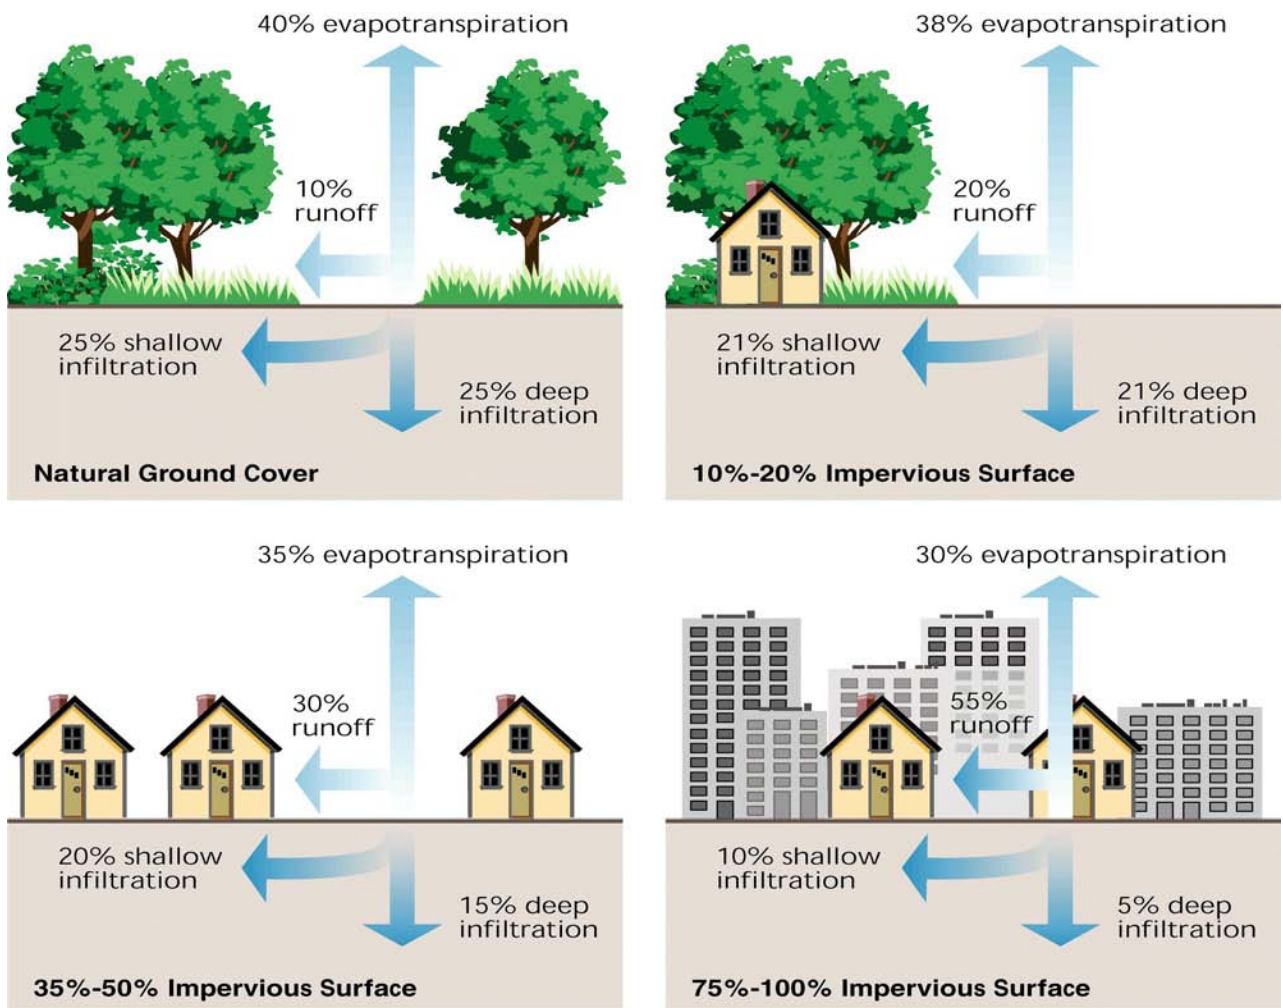 40% evapotranspiration
10%
runoff
25% shallow
infiltration
25% deep
infiltration
Natural Ground Cover
38% evapotranspiration
20%
runoff
21% shallow
infiltration
21% deep
infiltration
10%-20% Impervious Surface
35% evapotranspiration
30%
runoff
20% shallow
infiltration
15% deep
infiltration
35%-50% Impervious Surface
30% evapotranspiration
55%
runoff
10% shallow
infiltration
5% deep
infiltration
75%-100% Impervious Surface